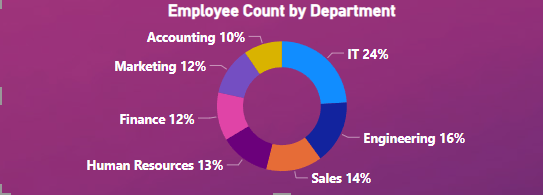 Employee Count by Department
Accounting 10%
IT 24%
Marketing 12%
Finance 12%
Engineering 16%
Human Resources 13%
Sales 14%